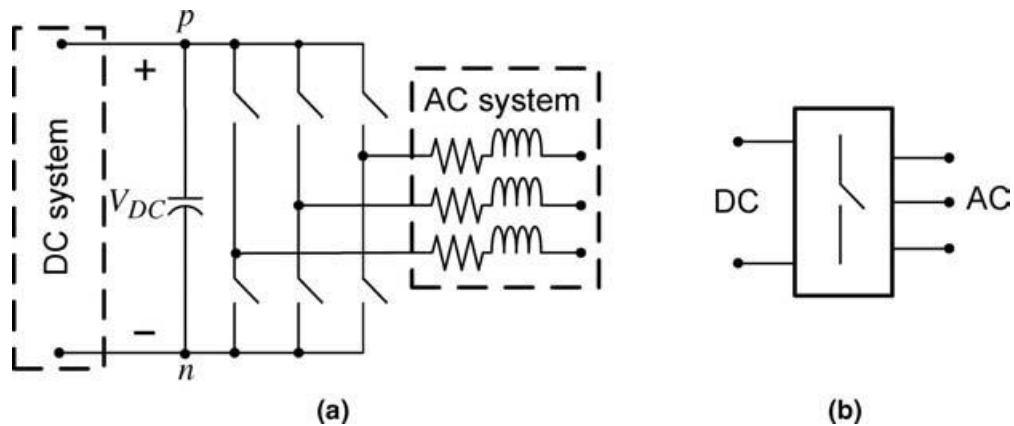 p
+
DC system
V_DC
−
n
AC system
(a)
DC
AC
(b)